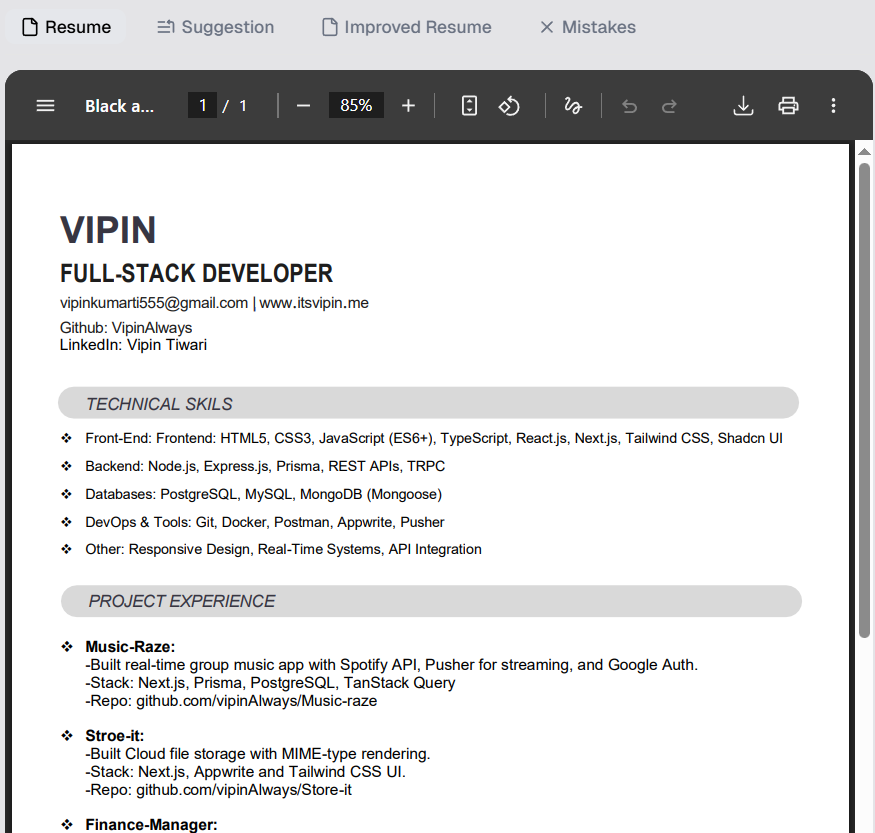 Resume Suggestion Improved Resume Mistakes
Black a... 1 / 1 85%
VIPIN
FULL-STACK DEVELOPER
vipinkumarti555@gmail.com | www.itsvipin.me
Github: VipinAlways
LinkedIn: Vipin Tiwari
TECHNICAL SKILS
❖ Front-End: Frontend: HTML5, CSS3, JavaScript (ES6+), TypeScript, React.js, Next.js, Tailwind CSS, Shadcn UI
❖ Backend: Node.js, Express.js, Prisma, REST APIs, TRPC
❖ Databases: PostgreSQL, MySQL, MongoDB (Mongoose)
❖ DevOps & Tools: Git, Docker, Postman, Appwrite, Pusher
❖ Other: Responsive Design, Real-Time Systems, API Integration
PROJECT EXPERIENCE
❖ Music-Raze:
-Built real-time group music app with Spotify API, Pusher for streaming, and Google Auth.
-Stack: Next.js, Prisma, PostgreSQL, TanStack Query
-Repo: github.com/vipinAlways/Music-raze
❖ Stroe-it:
-Built Cloud file storage with MIME-type rendering.
-Stack: Next.js, Appwrite and Tailwind CSS UI.
-Repo: github.com/vipinAlways/Store-it
❖ Finance-Manager: